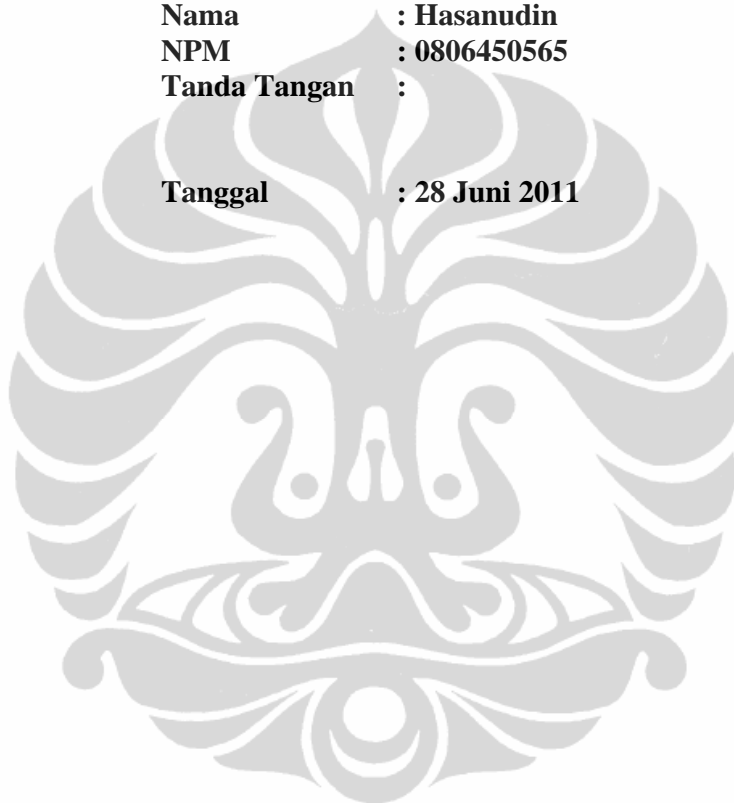 Nama : Hasanudin
NPM : 0806450565
Tanda Tangan :
Tanggal : 28 Juni 2011